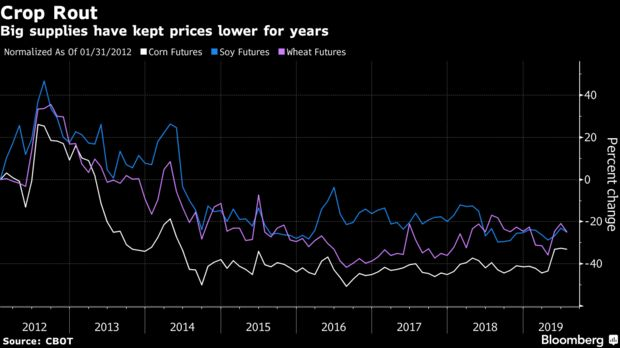 Crop Rout
Big supplies have kept prices lower for years
Normalized As Of 01/31/2012 Corn Futures Soy Futures Wheat Futures
40
20
0
-20
-40
Percent change
2012 2013 2014 2015 2016 2017 2018 2019
Source: CBOT Bloomberg